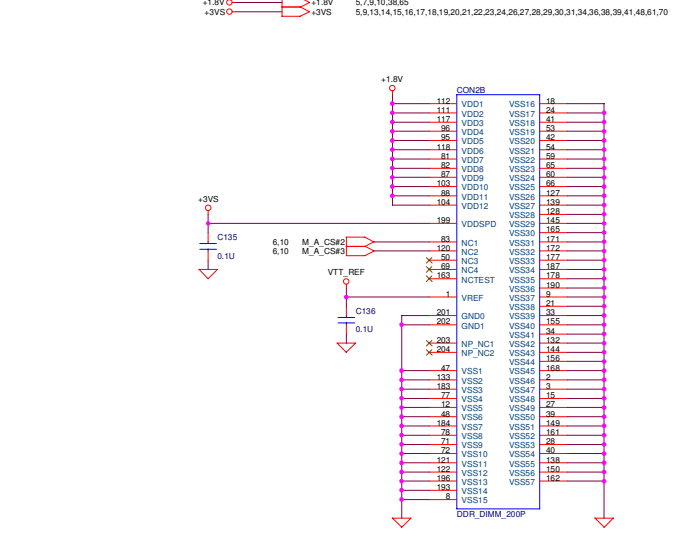 +1.8V +1.8V 5,7,9,10,38,65
+3VS +3VS 5,9,13,14,15,16,17,18,19,20,21,22,23,24,26,27,28,29,30,31,34,36,38,39,41,48,61,70
+1.8V
CON2B
112 VDD1 VSS16 18
111 VDD2 VSS17 24
117 VDD3 VSS18 41
96 VDD4 VSS19 53
95 VDD5 VSS20 42
118 VDD6 VSS21 54
81 VDD7 VSS22 59
82 VDD8 VSS23 65
87 VDD9 VSS24 60
103 VDD10 VSS25 66
88 VDD11 VSS26 127
104 VDD12 VSS27 139
VSS28 128
+3VS
199 VDDSPD VSS29 145
VSS30 165
C135
0.1U
6,10 M_A_CS#2 83 NC1 VSS31 171
6,10 M_A_CS#3 120 NC2 VSS32 172
50 NC3 VSS33 177
69 NC4 VSS34 187
163 NCTEST VSS35 178
VTT_REF
VSS36 190
1 VREF VSS37 9
VSS38 21
C136
0.1U
201 GND0 VSS39 33
202 GND1 VSS40 155
VSS41 34
203 NP_NC1 VSS42 132
204 NP_NC2 VSS43 144
VSS44 156
47 VSS1 VSS45 168
133 VSS2 VSS46 2
183 VSS3 VSS47 3
77 VSS4 VSS48 15
12 VSS5 VSS49 27
48 VSS6 VSS50 39
184 VSS7 VSS51 149
78 VSS8 VSS52 161
71 VSS9 VSS53 28
72 VSS10 VSS54 40
121 VSS11 VSS55 138
122 VSS12 VSS56 150
196 VSS13 VSS57 162
193 VSS14
8 VSS15
DDR_DIMM_200P